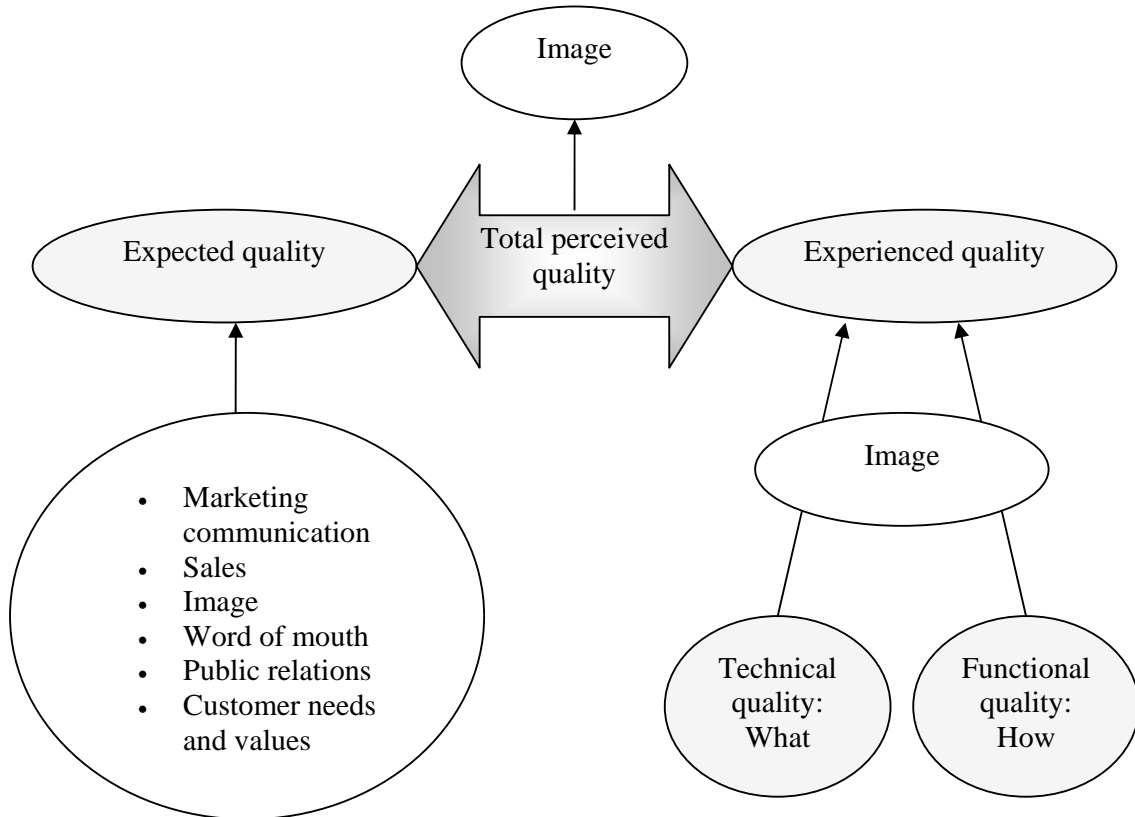 Image
Expected quality
Total perceived
quality
Experienced quality
• Marketing
communication
• Sales
• Image
• Word of mouth
• Public relations
• Customer needs
and values
Image
Technical
quality:
What
Functional
quality:
How